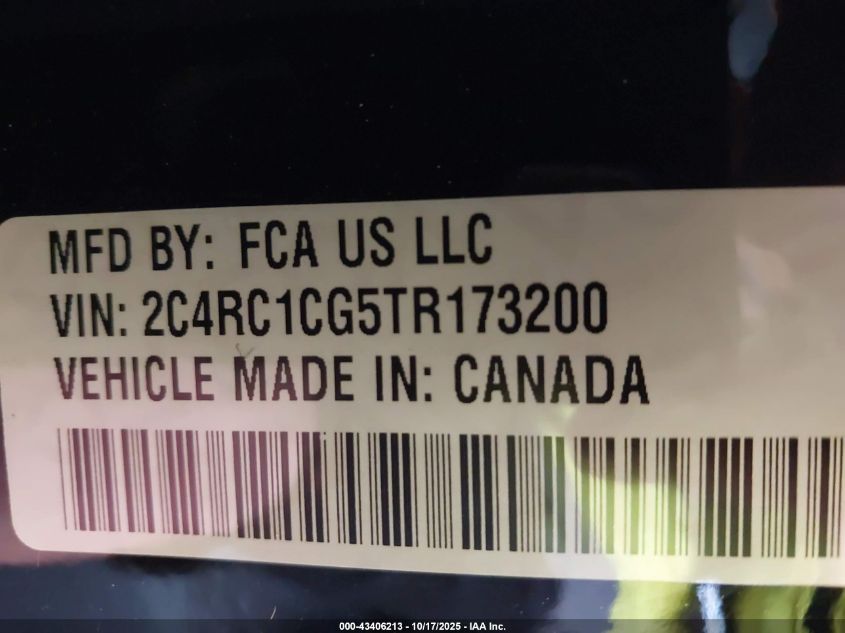 MFD BY: FCA US LLC
VIN: 2C4RC1CG5TR173200
VEHICLE MADE IN: CANADA
000-43406213 - 10/17/2025 - IAA Inc.